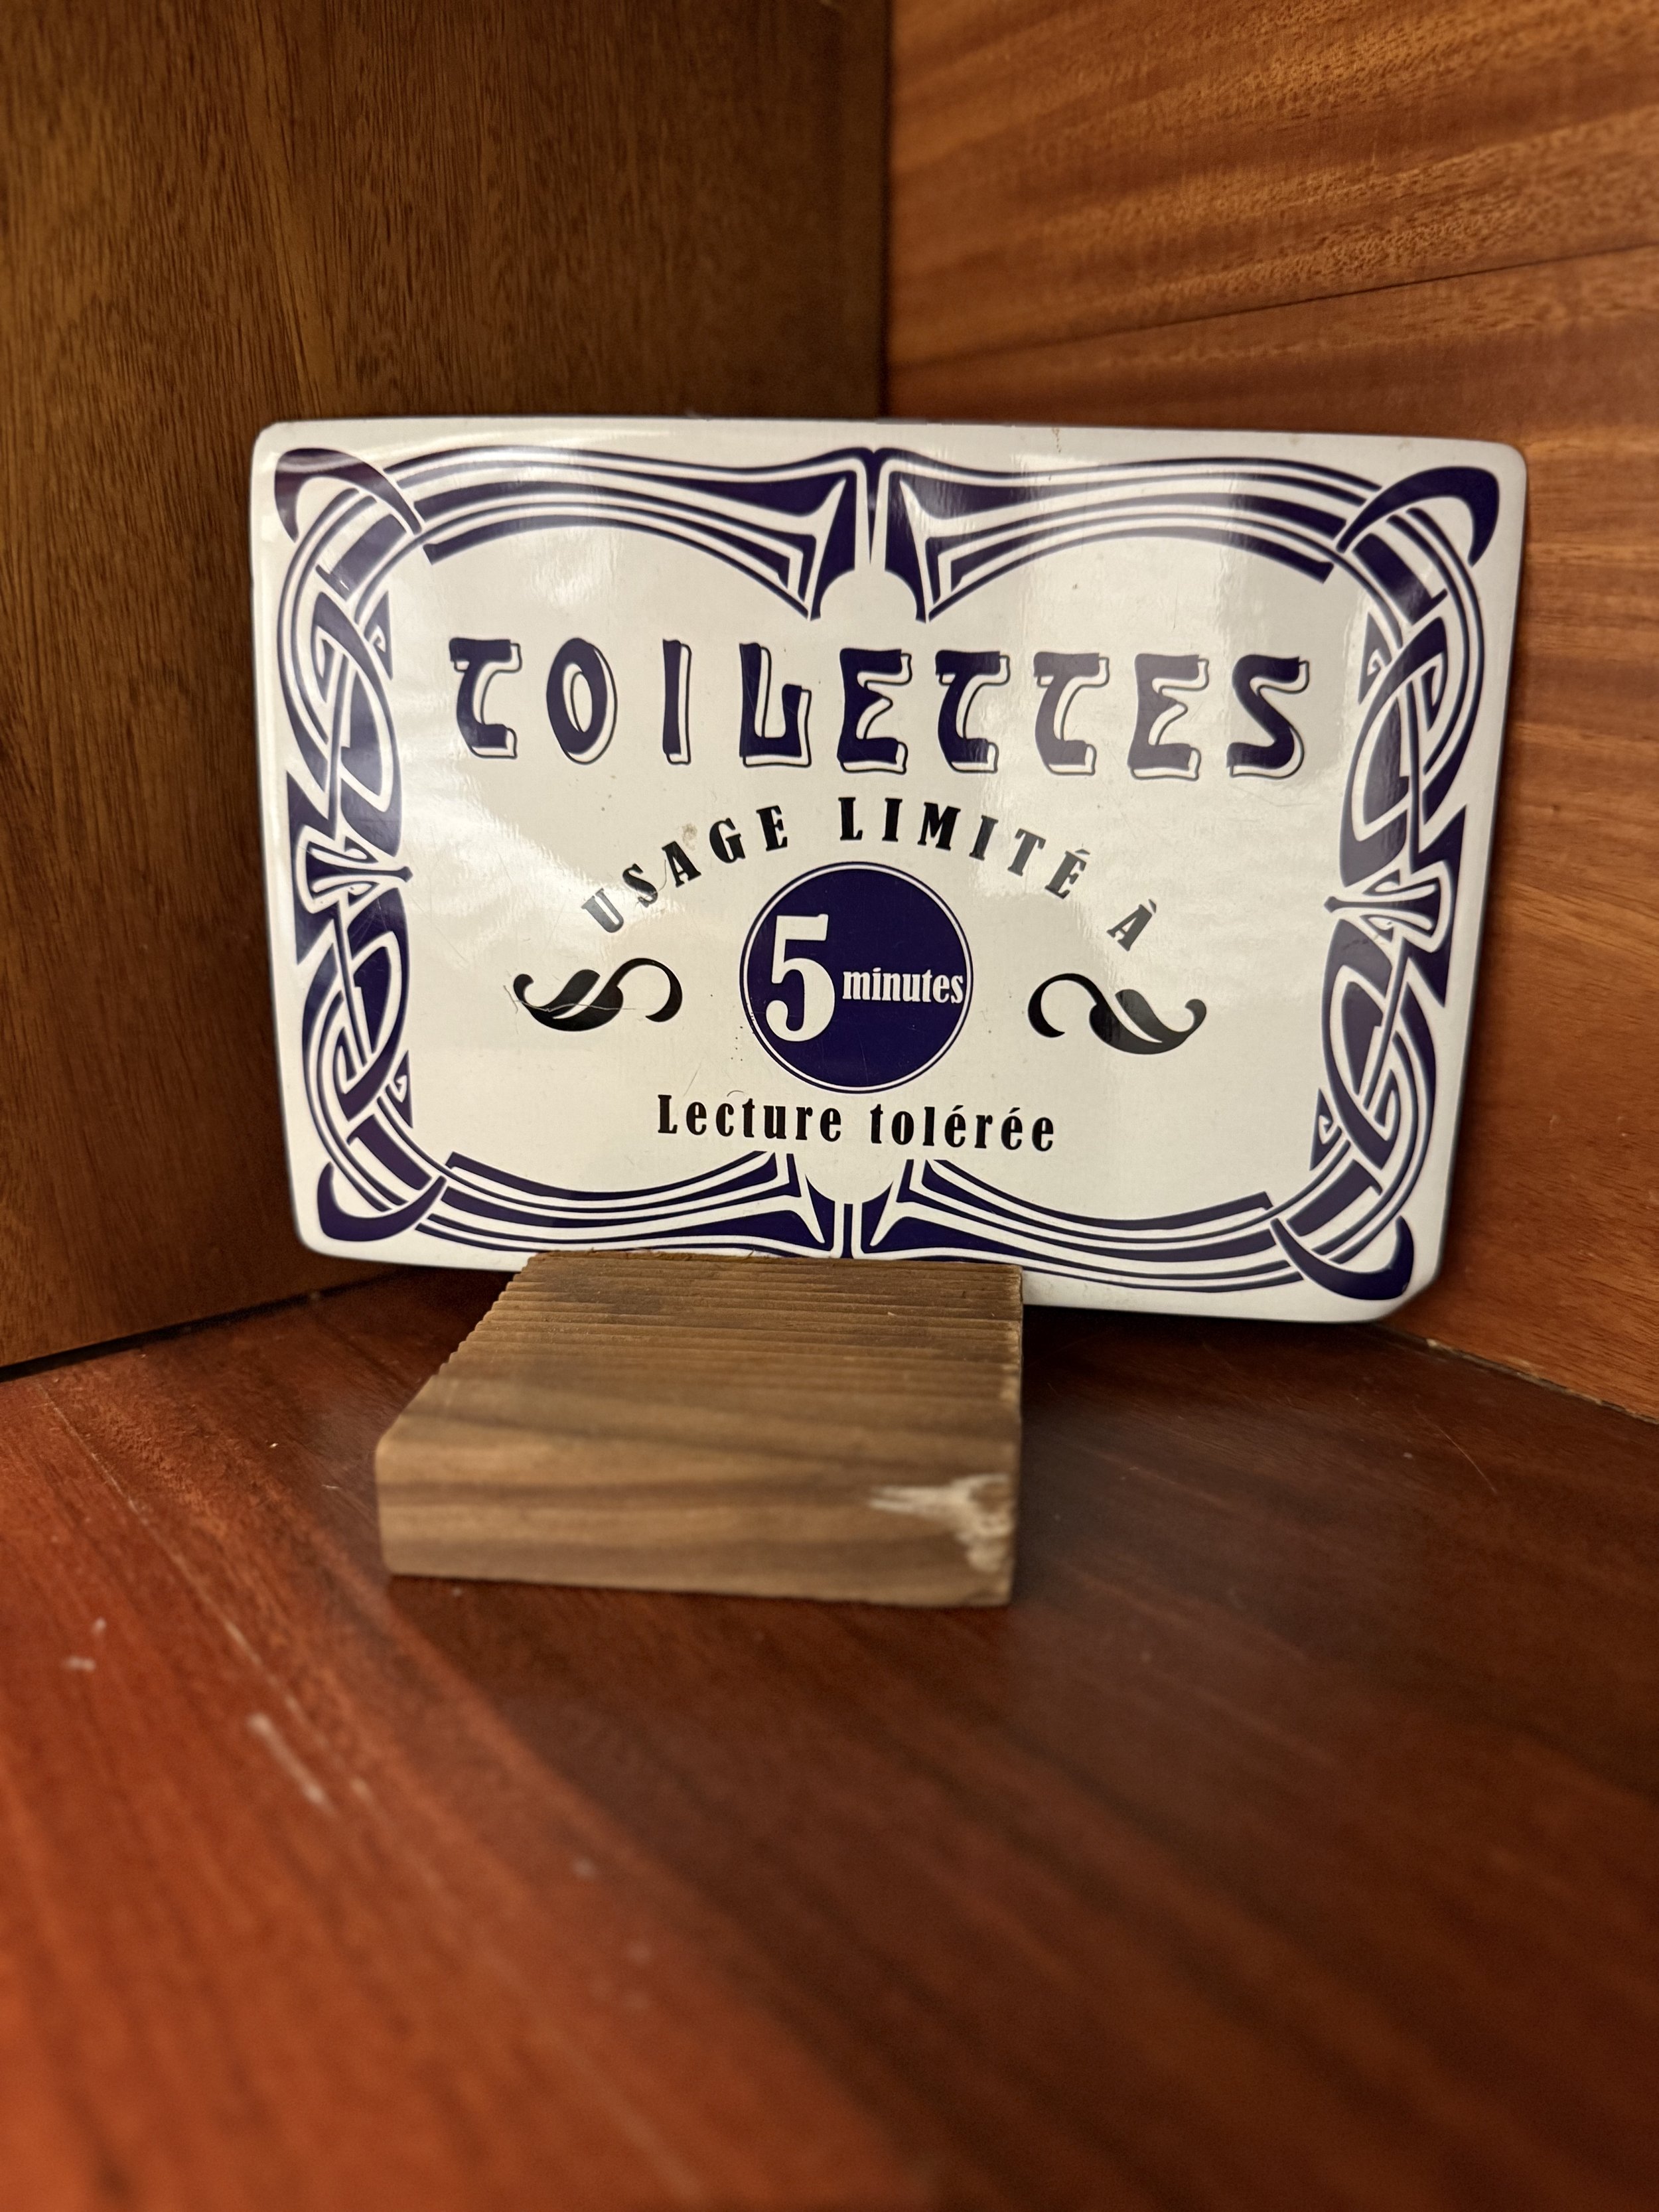 TOILETTES
USAGE LIMITÉ À
5 minutes
Lecture tolérée